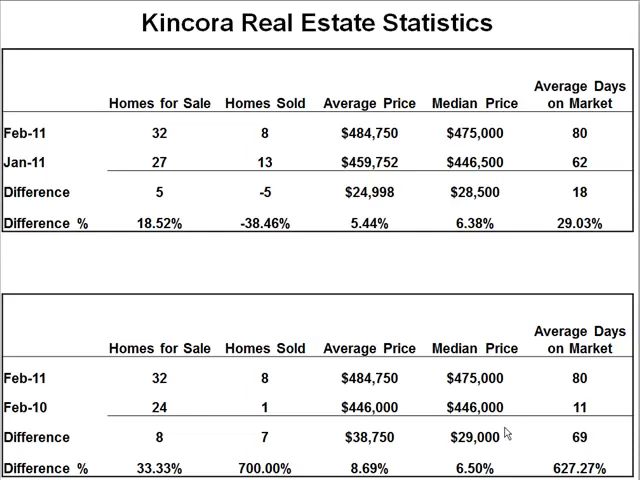 Kincora Real Estate Statistics
Average Days
Homes for Sale Homes Sold Average Price Median Price on Market
Feb-11 32 8 $484,750 $475,000 80
Jan-11 27 13 $459,752 $446,500 62
Difference 5 -5 $24,998 $28,500 18
Difference % 18.52% -38.46% 5.44% 6.38% 29.03%
Average Days
Homes for Sale Homes Sold Average Price Median Price on Market
Feb-11 32 8 $484,750 $475,000 80
Feb-10 24 1 $446,000 $446,000 11
Difference 8 7 $38,750 $29,000 69
Difference % 33.33% 700.00% 8.69% 6.50% 627.27%